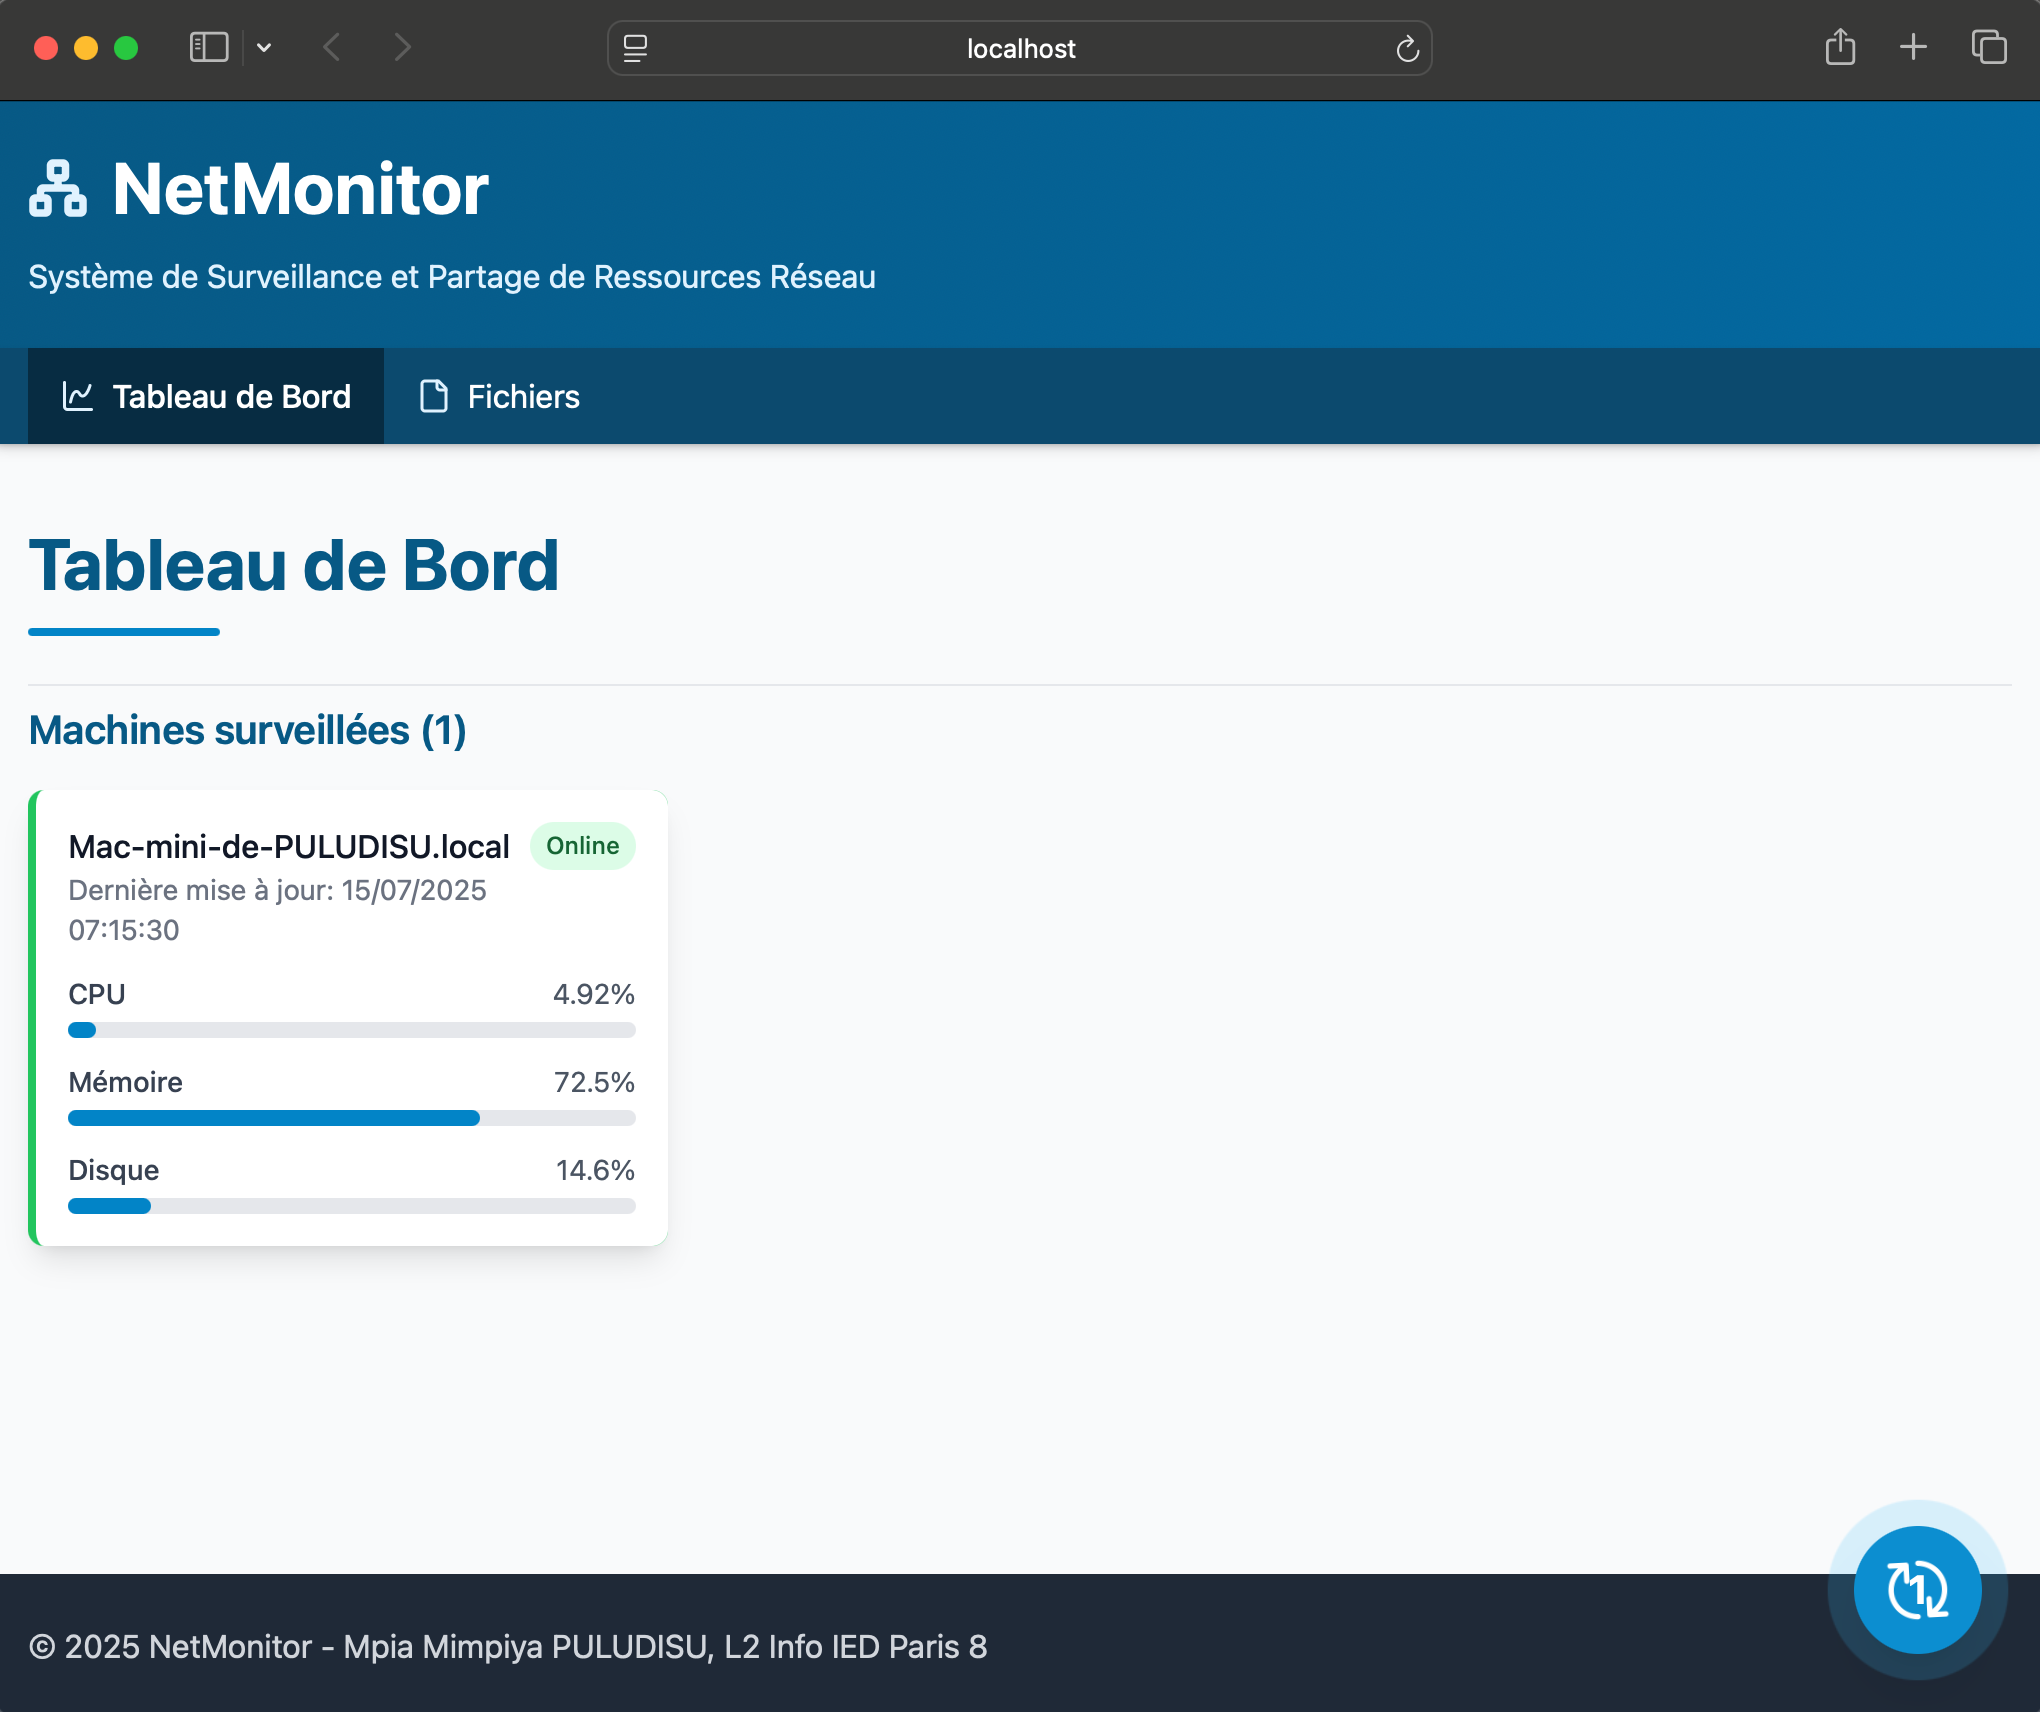 localhost
NetMonitor
Système de Surveillance et Partage de Ressources Réseau
Tableau de Bord
Fichiers
Tableau de Bord
Machines surveillées (1)
Mac-mini-de-PULUDISU.local
Online
Dernière mise à jour: 15/07/2025
07:15:30
CPU
4.92%
Mémoire
72.5%
Disque
14.6%
1
© 2025 NetMonitor - Mpia Mimpiya PULUDISU, L2 Info IED Paris 8